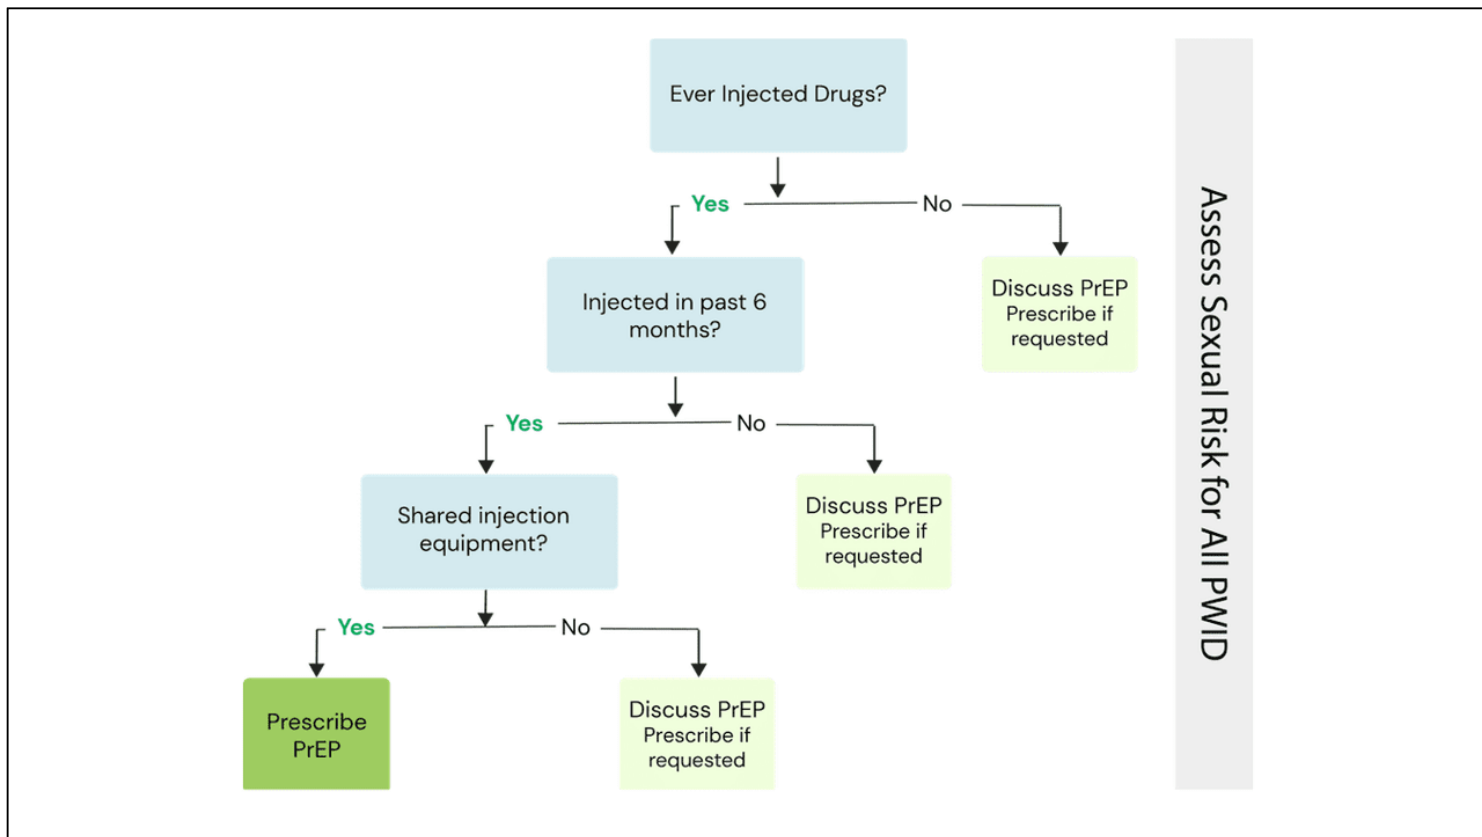 Ever Injected Drugs?
Yes
No
Injected in past 6
months?
Discuss PrEP
Prescribe if
requested
Yes
No
Shared injection
equipment?
Discuss PrEP
Prescribe if
requested
Yes
No
Prescribe
PrEP
Discuss PrEP
Prescribe if
requested
Assess Sexual Risk for All PWID